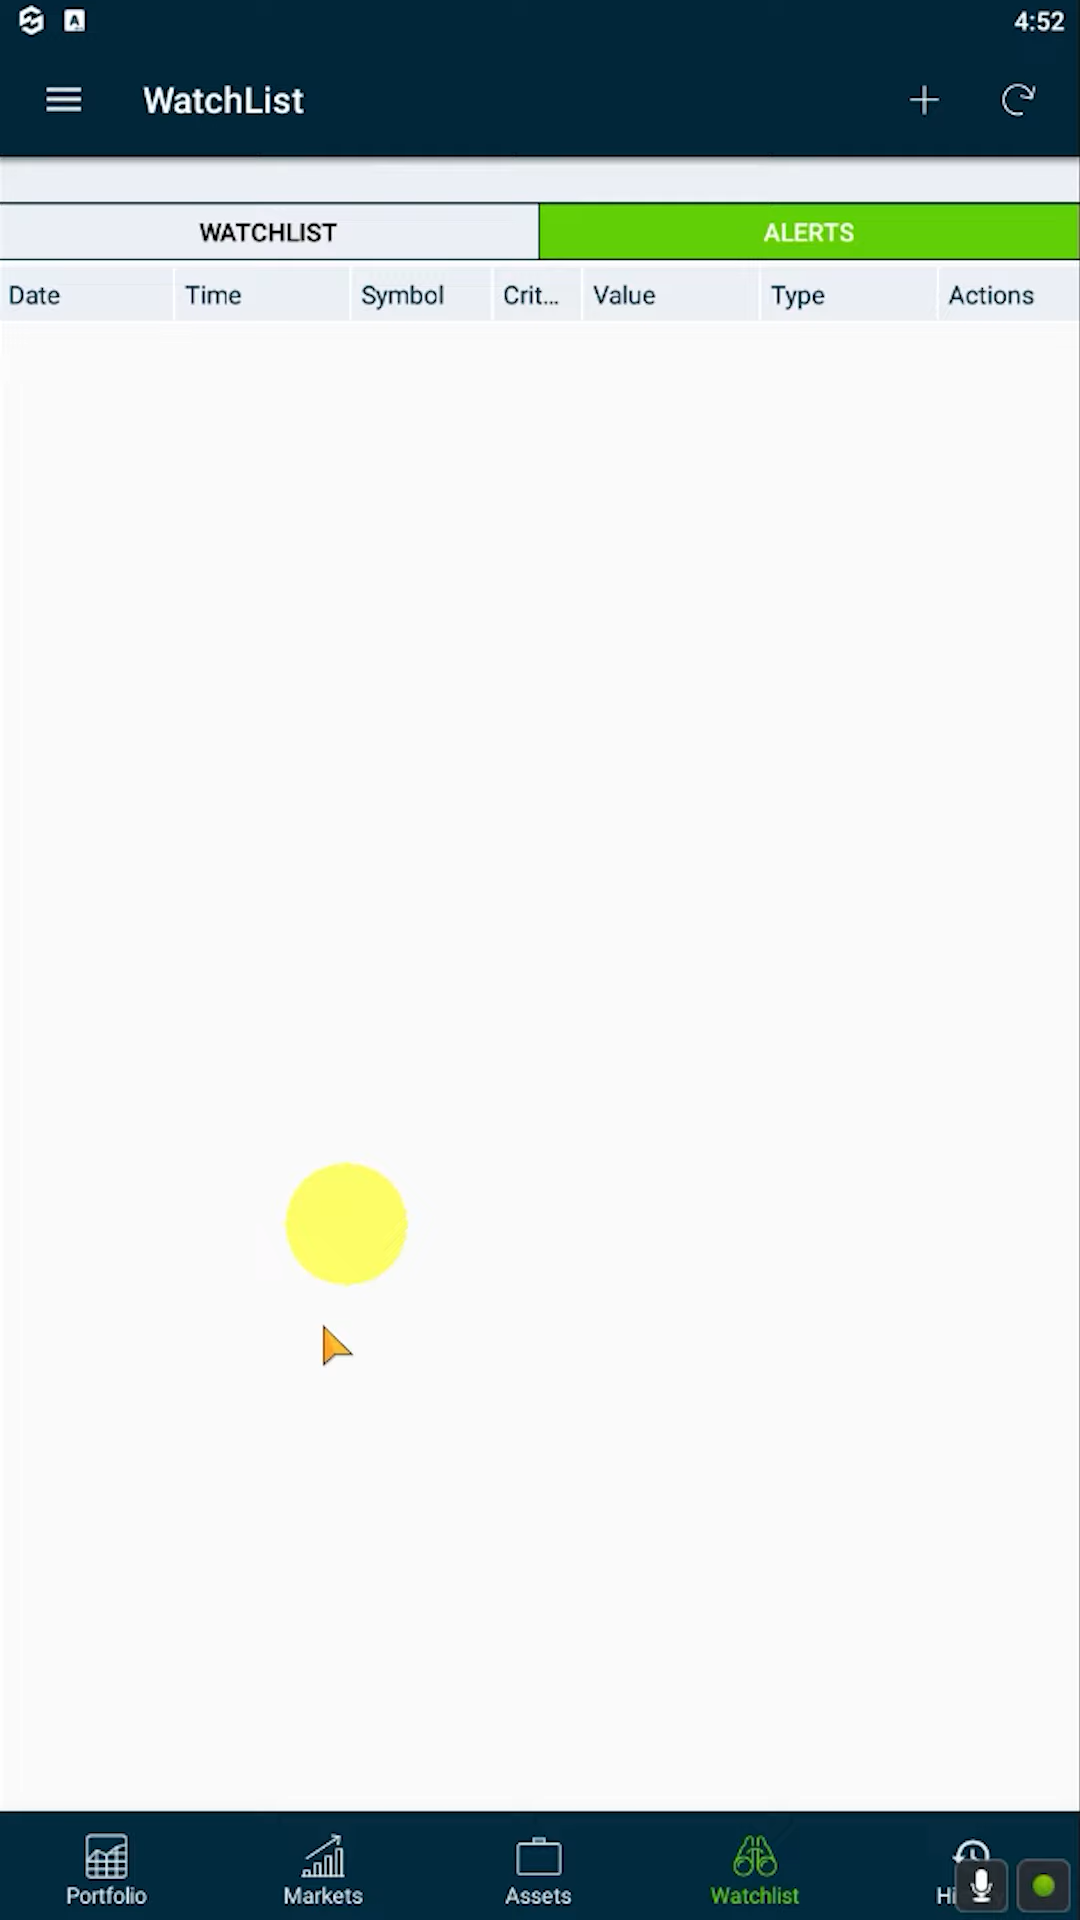 4:52
WatchList
WATCHLIST ALERTS
Date Time Symbol Crit... Value Type Actions
Portfolio Markets Assets Watchlist